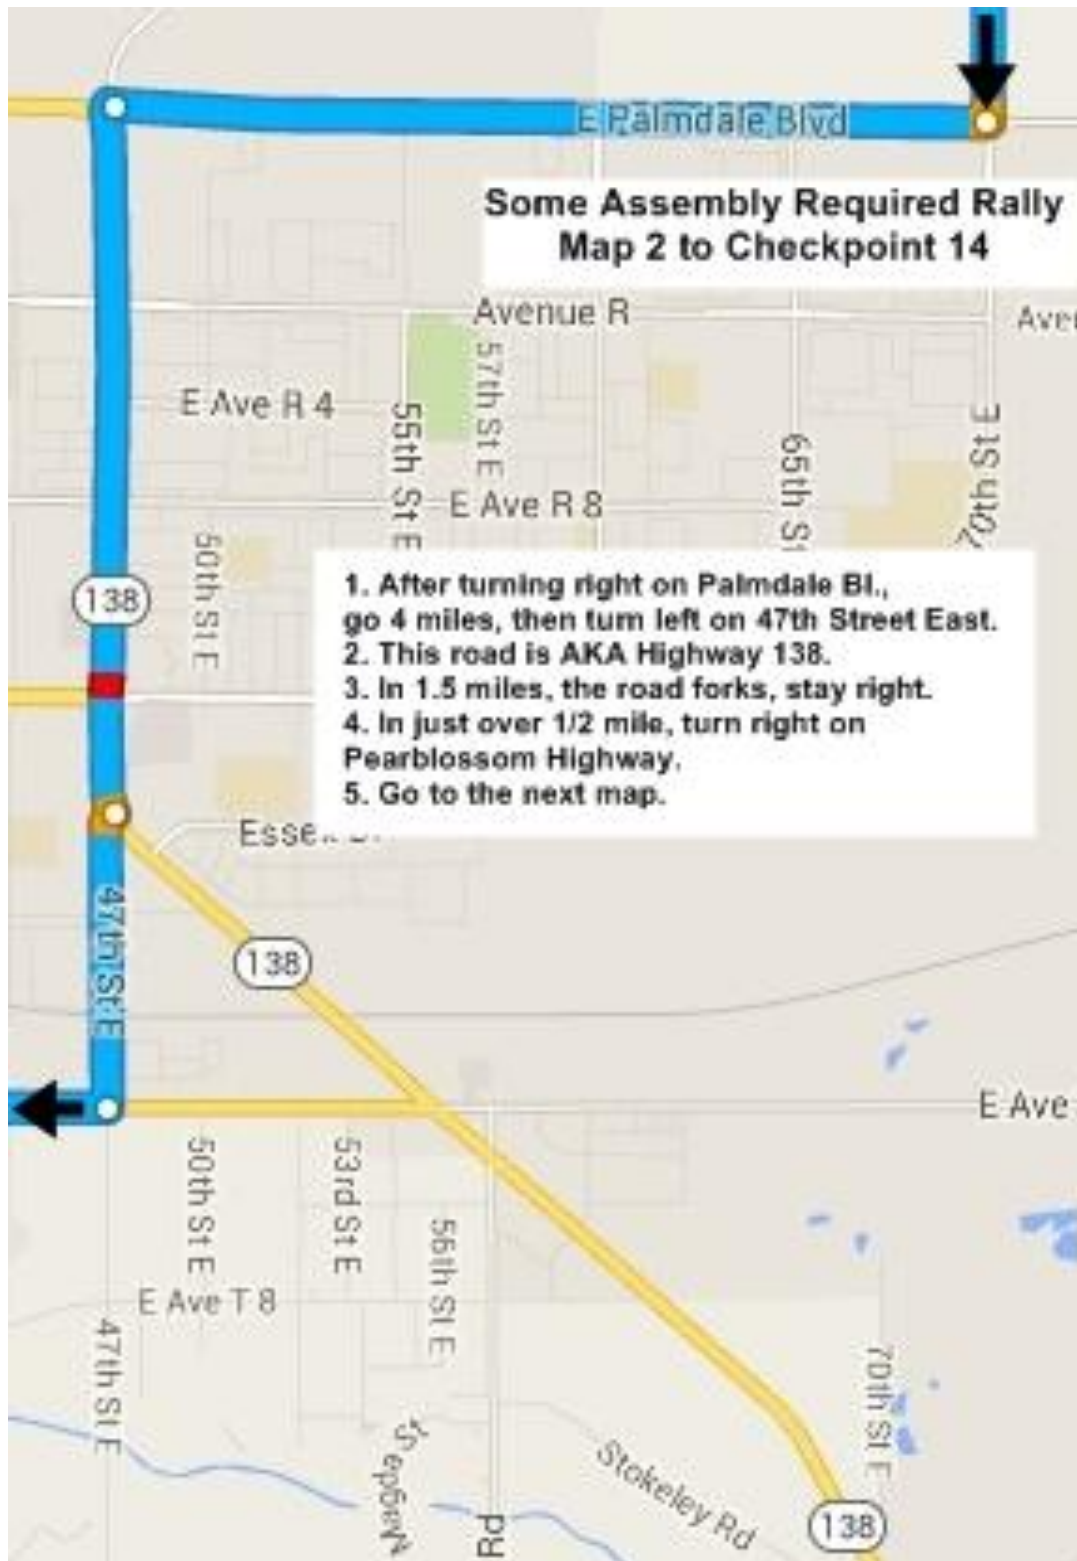 E Palmdale Blvd
Some Assembly Required Rally
Map 2 to Checkpoint 14
Avenue R
57th St E
E Ave R 4
55th St E
70th St E
65th
E Ave R 8
50th St E
138
1. After turning right on Palmdale Bl.,
go 4 miles, then turn left on 47th Street East.
2. This road is AKA Highway 138.
3. In 1.5 miles, the road forks, stay right.
4. In just over 1/2 mile, turn right on
Pearblossom Highway.
5. Go to the next map.
47th St E
138
E Ave
50th St E
53rd St E
56th St E
E Ave T 8
47th St E
70th St E
Stokeley Rd
Rd
138